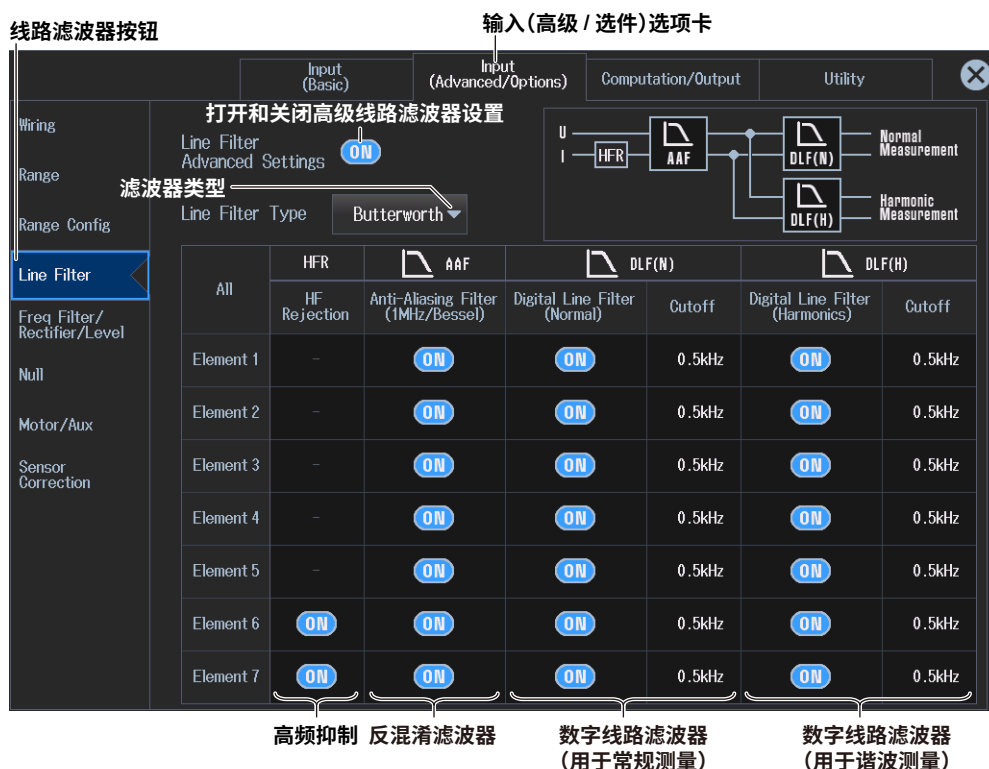 线路滤波器按钮
输入（高级 / 选件）选项卡
Input
(Basic)
Input
(Advanced/Options)
Computation/Output
Utility
打开和关闭高级线路滤波器设置
Wiring
Range
Range Config
Line Filter
Freq Filter/
Rectifier/Level
Null
Motor/Aux
Sensor
Correction
Line Filter
Advanced Settings
ON
滤波器类型
Line Filter Type
Butterworth
U
I
HFR
AAF
DLF(N)
Normal
Measurement
DLF(H)
Harmonic
Measurement
All
HFR
AAF
DLF(N)
DLF(H)
HF
Rejection
Anti-Aliasing Filter
(1MHz/Bessel)
Digital Line Filter
(Normal)
Cutoff
Digital Line Filter
(Harmonics)
Cutoff
Element 1 - ON ON 0.5kHz ON 0.5kHz
Element 2 - ON ON 0.5kHz ON 0.5kHz
Element 3 - ON ON 0.5kHz ON 0.5kHz
Element 4 - ON ON 0.5kHz ON 0.5kHz
Element 5 - ON ON 0.5kHz ON 0.5kHz
Element 6 ON ON ON 0.5kHz ON 0.5kHz
Element 7 ON ON ON 0.5kHz ON 0.5kHz
高频抑制
反混淆滤波器
数字线路滤波器
（用于常规测量）
数字线路滤波器
（用于谐波测量）